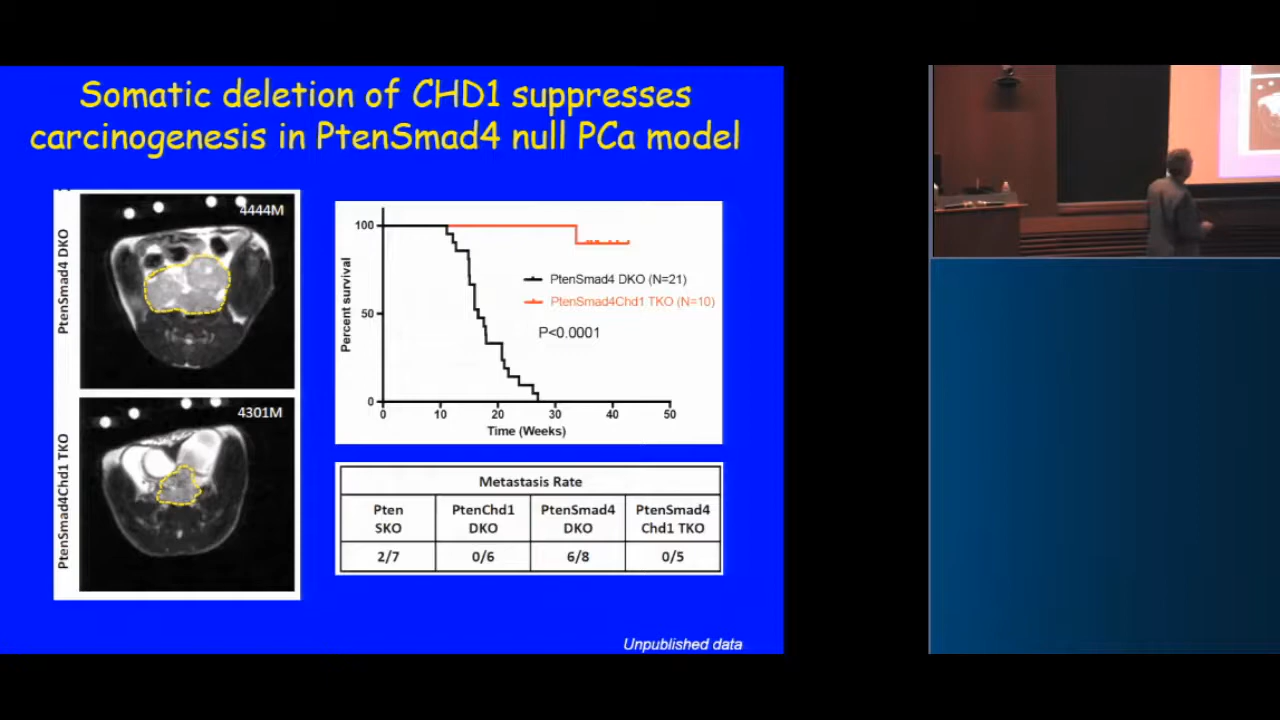 Somatic deletion of CHD1 suppresses
carcinogenesis in PtenSmad4 null PCa model
PtenSmad4 DKO
4444M
PtenSmad4Chd1 TKO
4301M
Percent survival
100
50
0
0 10 20 30 40 50
Time (Weeks)
PtenSmad4 DKO (N=21)
PtenSmad4Chd1 TKO (N=10)
P<0.0001
Metastasis Rate
Pten SKO
PtenChd1 DKO
PtenSmad4 DKO
PtenSmad4 Chd1 TKO
2/7 0/6 6/8 0/5
Unpublished data